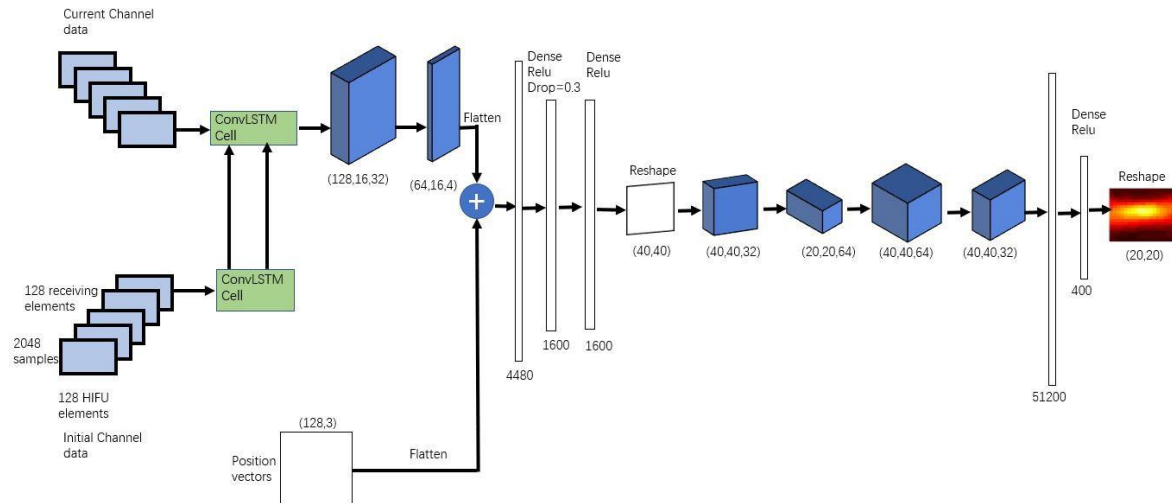 Current Channel
data
ConvLSTM
Cell
(128,16,32)
(64,16,4)
Flatten
+
Dense
Relu
Drop=0.3
Dense
Relu
4480
1600
1600
Reshape
(40,40)
(40,40,32)
(20,20,64)
(40,40,64)
(40,40,32)
51200
Dense
Relu
400
Reshape
(20,20)
128 receiving
elements
2048
samples
ConvLSTM
Cell
128 HIFU
elements
Initial Channel
data
(128,3)
Position
vectors
Flatten